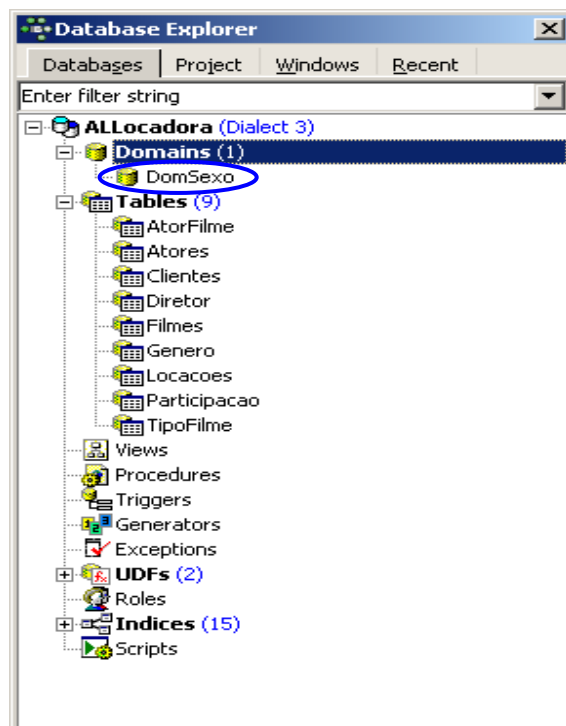 Database Explorer
Databases Project Windows Recent
Enter filter string
ALLocadora (Dialect 3)
Domains (1)
DomSexo
Tables (9)
AtorFilme
Atores
Clientes
Diretor
Filmes
Genero
Locacoes
Participacao
TipoFilme
Views
Procedures
Triggers
Generators
Exceptions
UDFs (2)
Roles
Indices (15)
Scripts